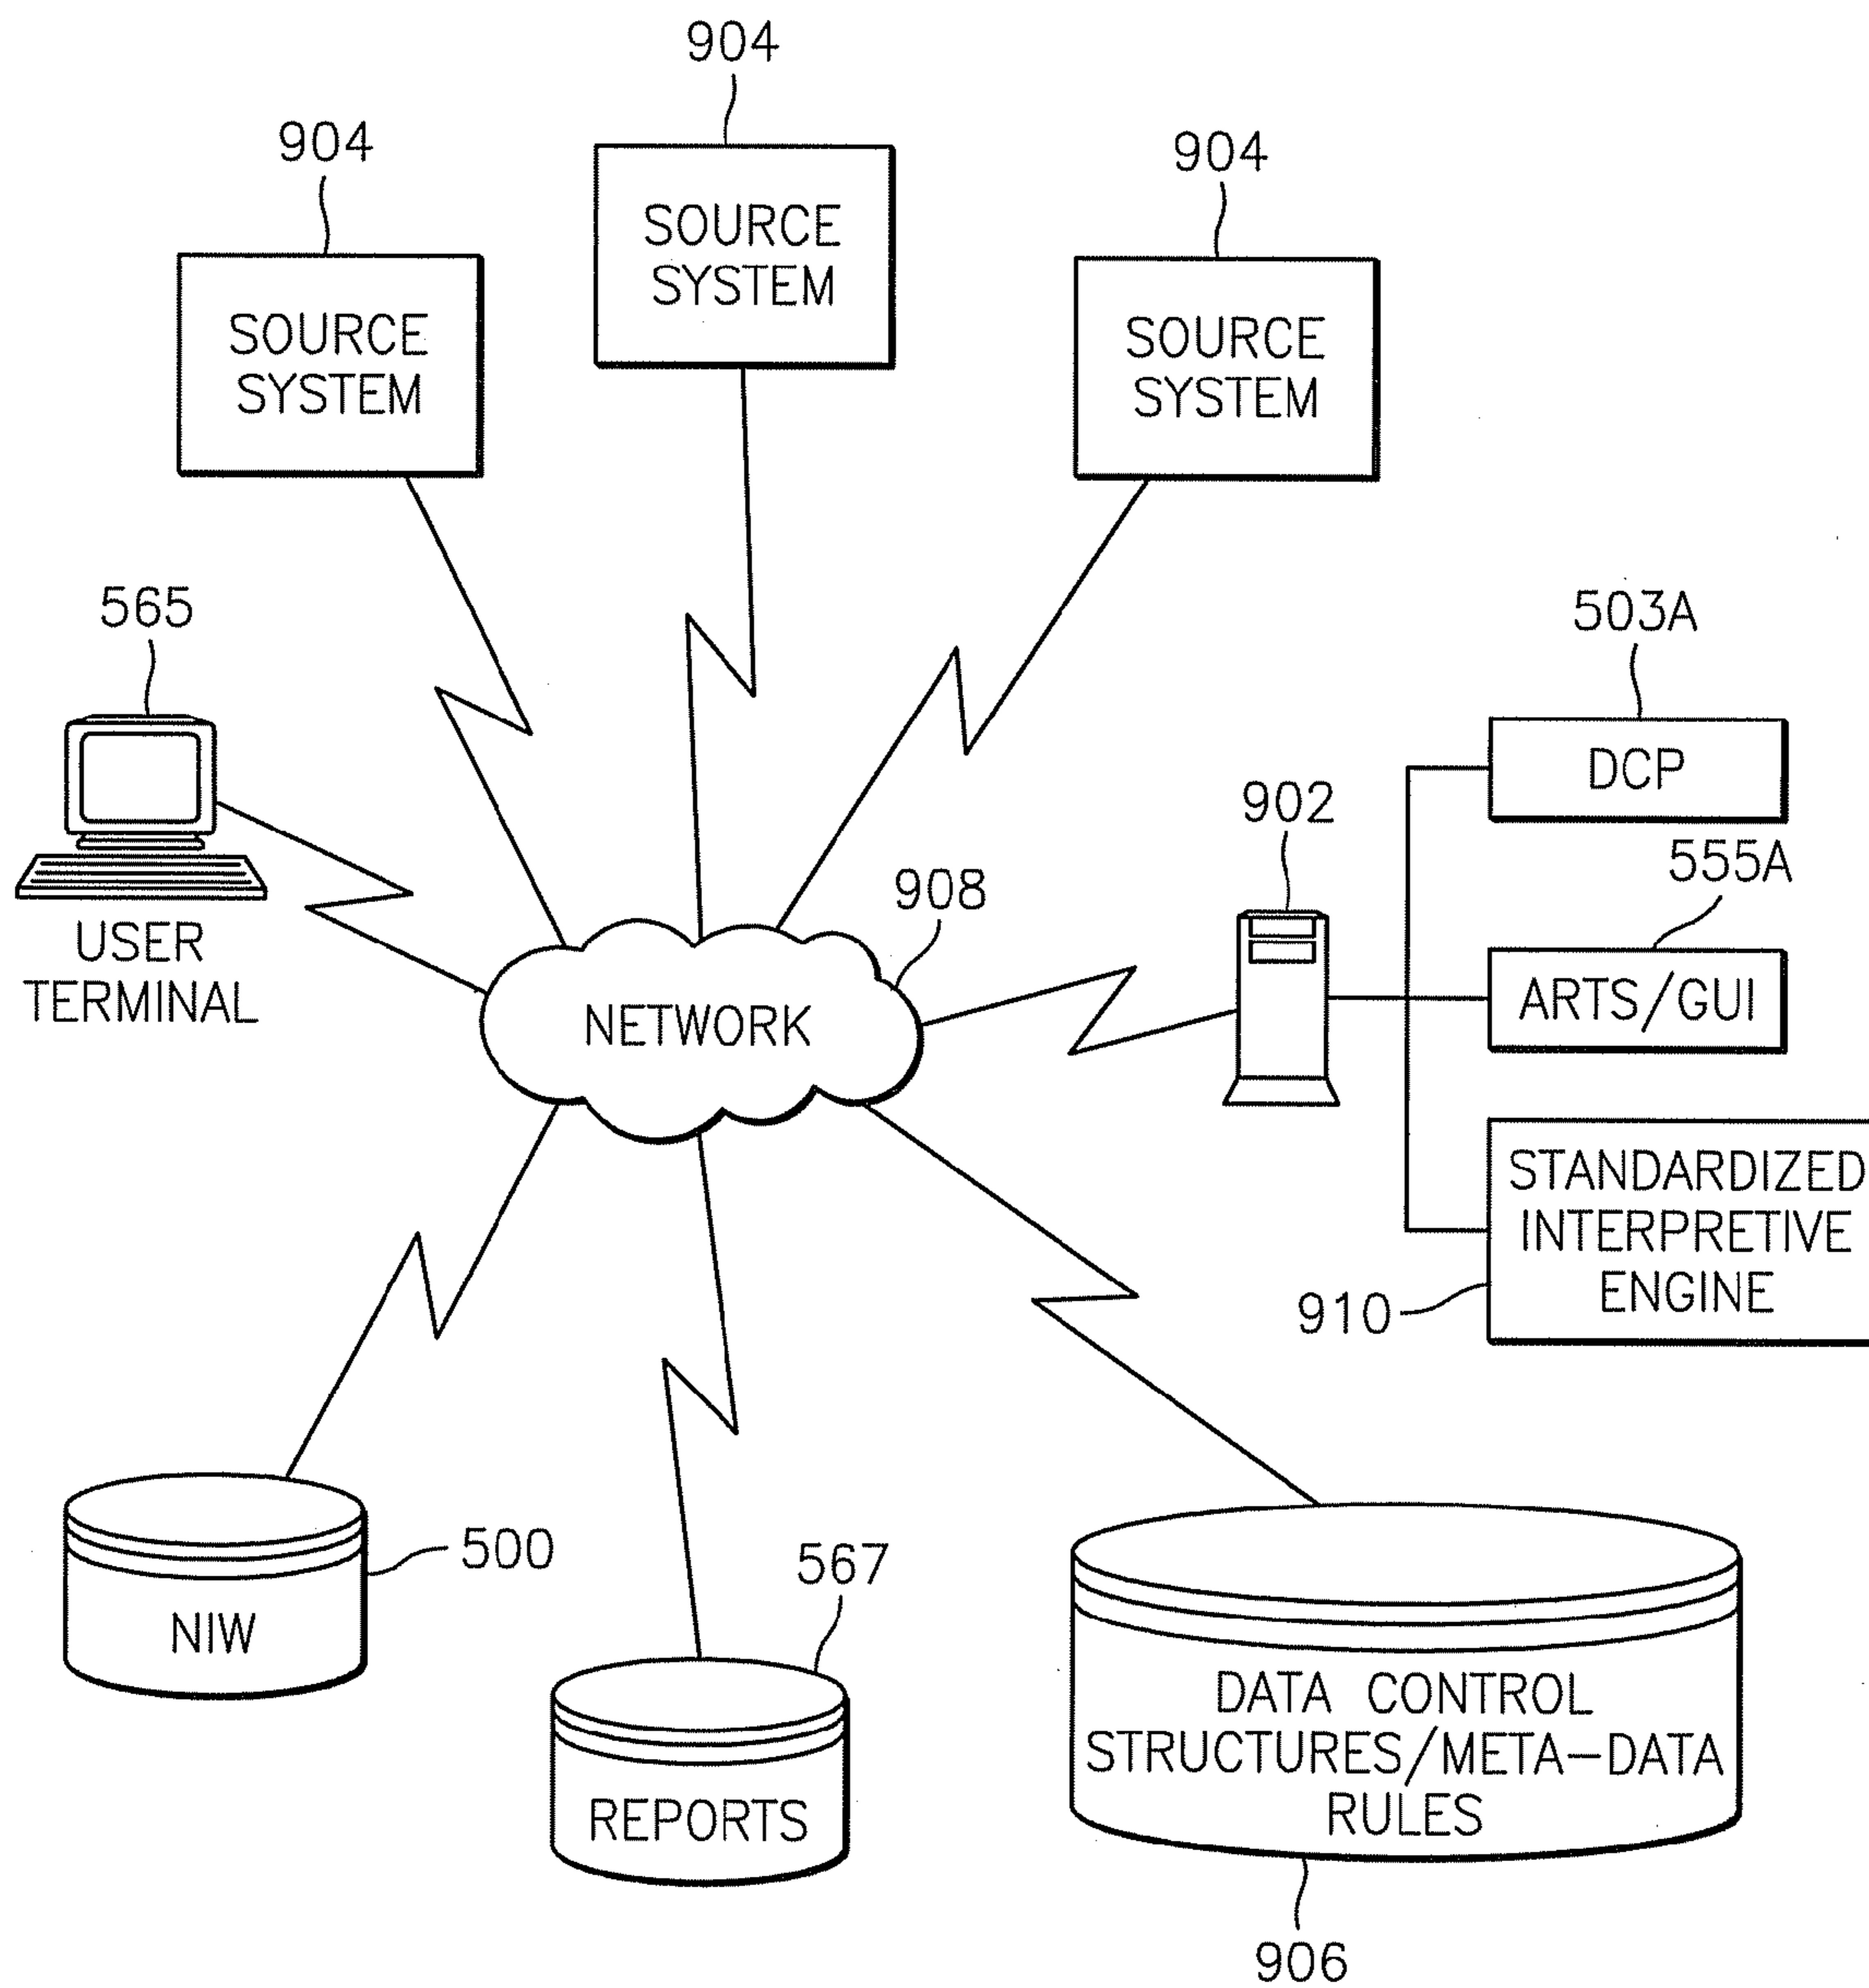 904
904
904
SOURCE
SYSTEM
SOURCE
SYSTEM
SOURCE
SYSTEM
565
USER
TERMINAL
503A
DCP
902
555A
ARTS/GUI
908
NETWORK
STANDARDIZED
INTERPRETIVE
ENGINE
910
500
NIW
567
REPORTS
DATA CONTROL
STRUCTURES/META-DATA
RULES
906